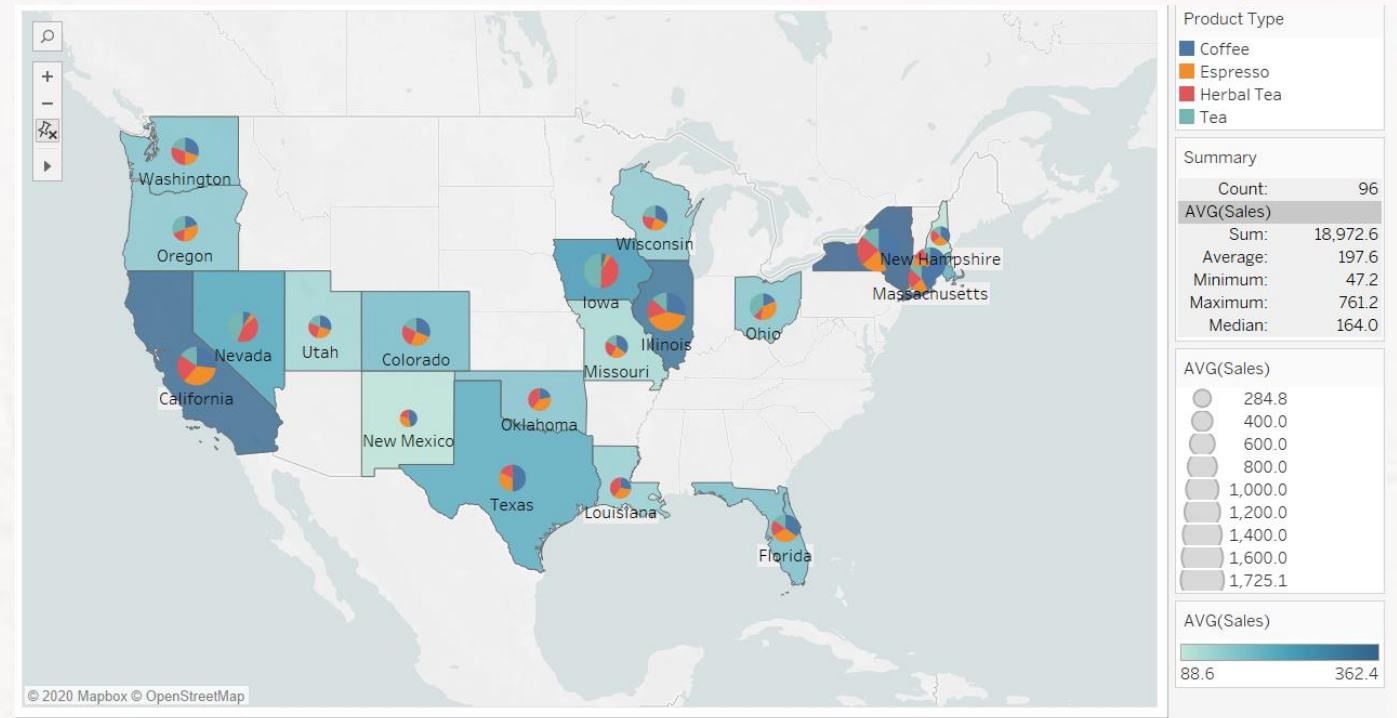 Washington
Oregon
California
Nevada
Utah
Colorado
New Mexico
Texas
Oklahoma
Louisiana
Iowa
Missouri
Wisconsin
Illinois
Ohio
Florida
New Hampshire
Massachusetts
© 2020 Mapbox © OpenStreetMap
Product Type
Coffee
Espresso
Herbal Tea
Tea
Summary
Count: 96
AVG(Sales)
Sum: 18,972.6
Average: 197.6
Minimum: 47.2
Maximum: 761.2
Median: 164.0
AVG(Sales)
284.8
400.0
600.0
800.0
1,000.0
1,200.0
1,400.0
1,600.0
1,725.1
AVG(Sales)
88.6 362.4